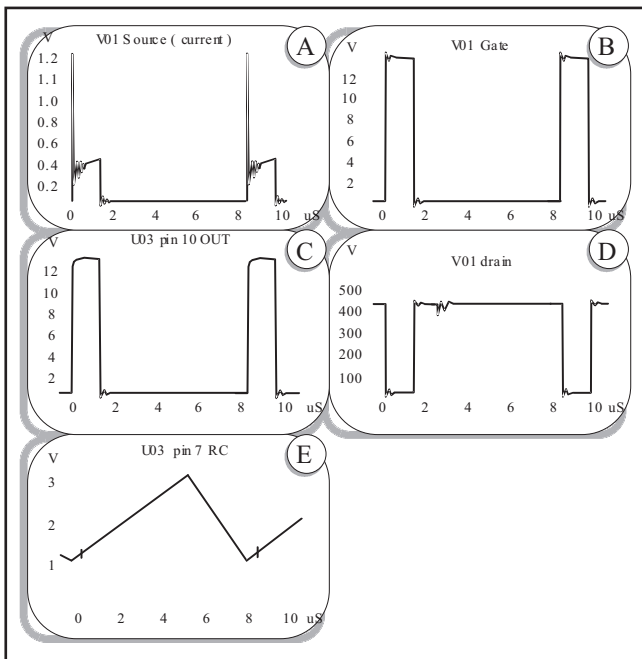 V
V01 Source ( current )
A
1.2
1.1
1.0
0.8
0.6
0.4
0.2
0 2 4 6 8 10 uS
V
V01 Gate
B
12
10
8
6
4
2
0 2 4 6 8 10 uS
V
U03 pin 10 OUT
C
12
10
8
6
4
2
0 2 4 6 8 10 uS
V
V01 drain
D
500
400
300
200
100
0 2 4 6 8 10 uS
V
U03 pin 7 RC
E
3
2
1
0 2 4 6 8 10 uS